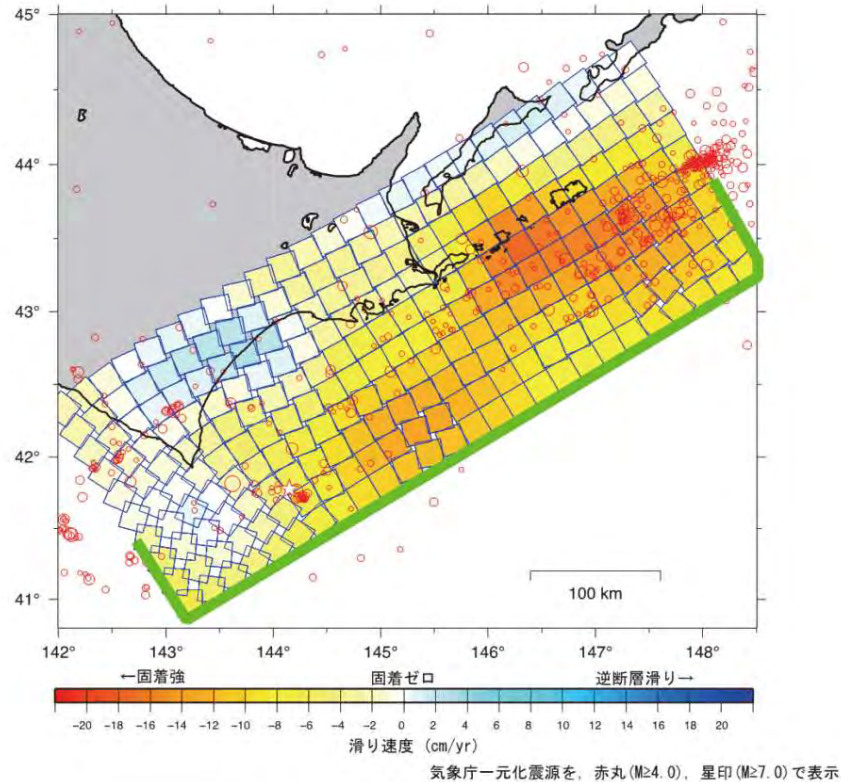 45°
44°
43°
42°
41°
142° 143° 144° 145° 146° 147° 148°
100 km
←固着強 固着ゼロ 逆断層滑り→
-20 -18 -16 -14 -12 -10 -8 -6 -4 -2 0 2 4 6 8 10 12 14 16 18 20
滑り速度 (cm/yr)
気象庁一元化震源を, 赤丸(M≥4.0), 星印(M≥7.0)で表示